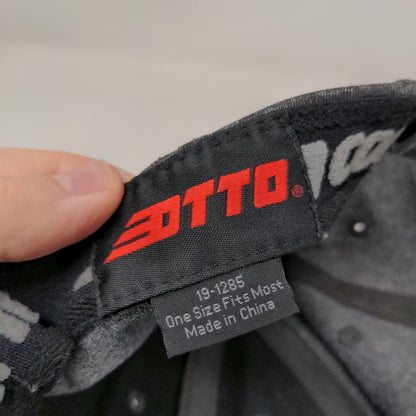 OTTO®
19-1285
One Size Fits Most
Made in China